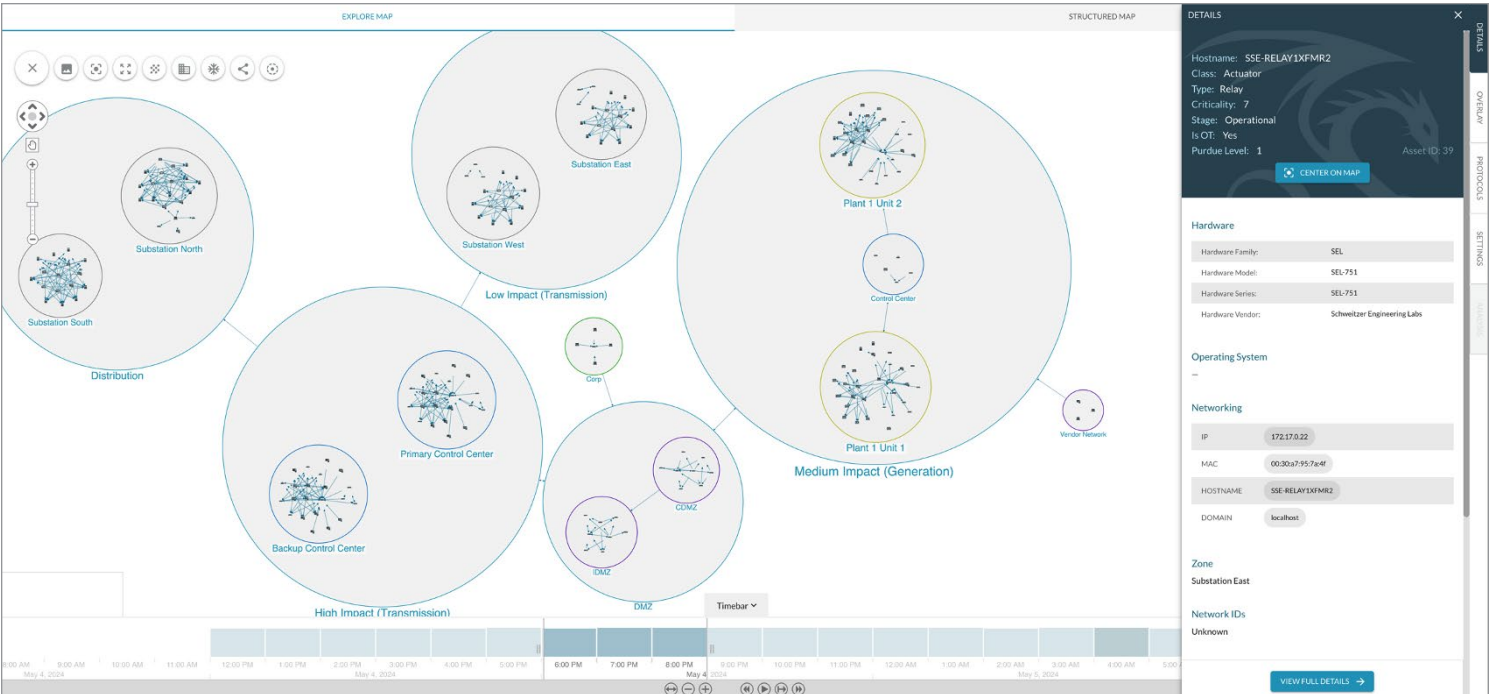 EXPLORE MAP
STRUCTURED MAP
Substation East
Substation West
Low Impact (Transmission)
Substation North
Substation South
Distribution
Plant 1 Unit 2
Control Center
Plant 1 Unit 1
Medium Impact (Generation)
Vendor Network
Corp
Primary Control Center
Backup Control Center
High Impact (Transmission)
CDMZ
IDMZ
DMZ
Timebar
8:00 AM 9:00 AM 10:00 AM 11:00 AM 12:00 PM 1:00 PM 2:00 PM 3:00 PM 4:00 PM 5:00 PM 6:00 PM 7:00 PM 8:00 PM 9:00 PM 10:00 PM 11:00 PM 12:00 AM 1:00 AM 2:00 AM 3:00 AM 4:00 AM 5:00
May 4, 2024 May 4, 2024 May 4, 2024 May 5, 2024
DETAILS
Hostname: SSE-RELAY1XFMR2
Class: Actuator
Type: Relay
Criticality: 7
Stage: Operational
Is OT: Yes
Purdue Level: 1 Asset ID: 39
CENTER ON MAP
Hardware
Hardware Family: SEL
Hardware Model: SEL-751
Hardware Series: SEL-751
Hardware Vendor: Schweitzer Engineering Labs
Operating System
—
Networking
IP 172.17.0.22
MAC 00:30:a7:95:7a:4f
HOSTNAME SSE-RELAY1XFMR2
DOMAIN localhost
Zone
Substation East
Network IDs
Unknown
VIEW FULL DETAILS
DETAILS
OVERLAY
PROTOCOLS
SETTINGS